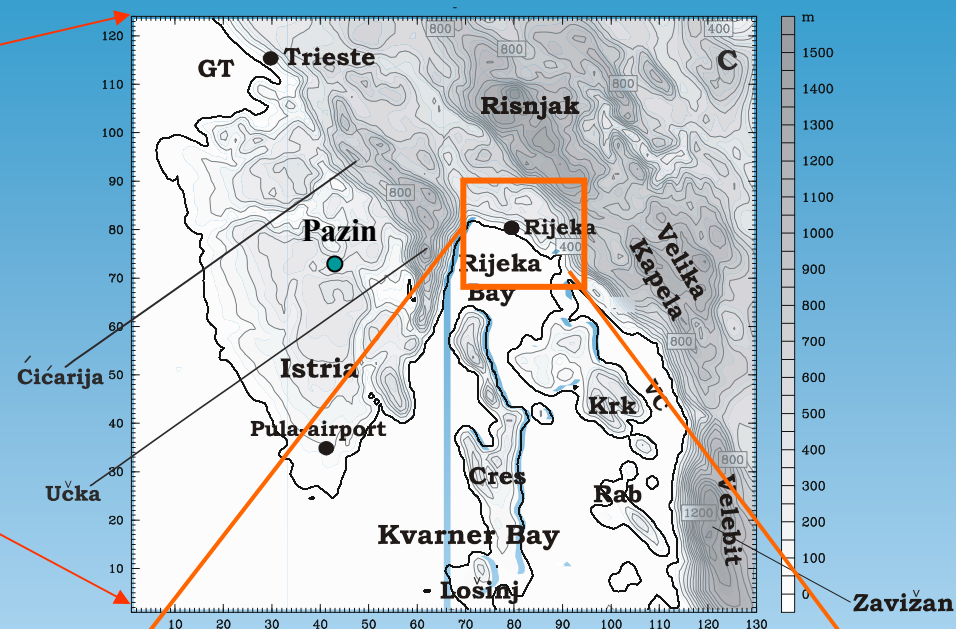 m
120
110
100
90
80
70
60
50
40
30
20
10
10 20 30 40 50 60 70 80 90 100 110 120 130
1500
1400
1300
1200
1100
1000
900
800
700
600
500
400
300
200
100
0
800
400
800
C
GT
Trieste
800
Risnjak
800
Pazin
Rijeka
400
Rijeka
Bay
Velika
Kapela
800
Ćićarija
Istria
Krk
VC
Pula-airport
800
Učka
Cres
Rab
1200
Velebit
Kvarner Bay
- Lošinj
Zavižan